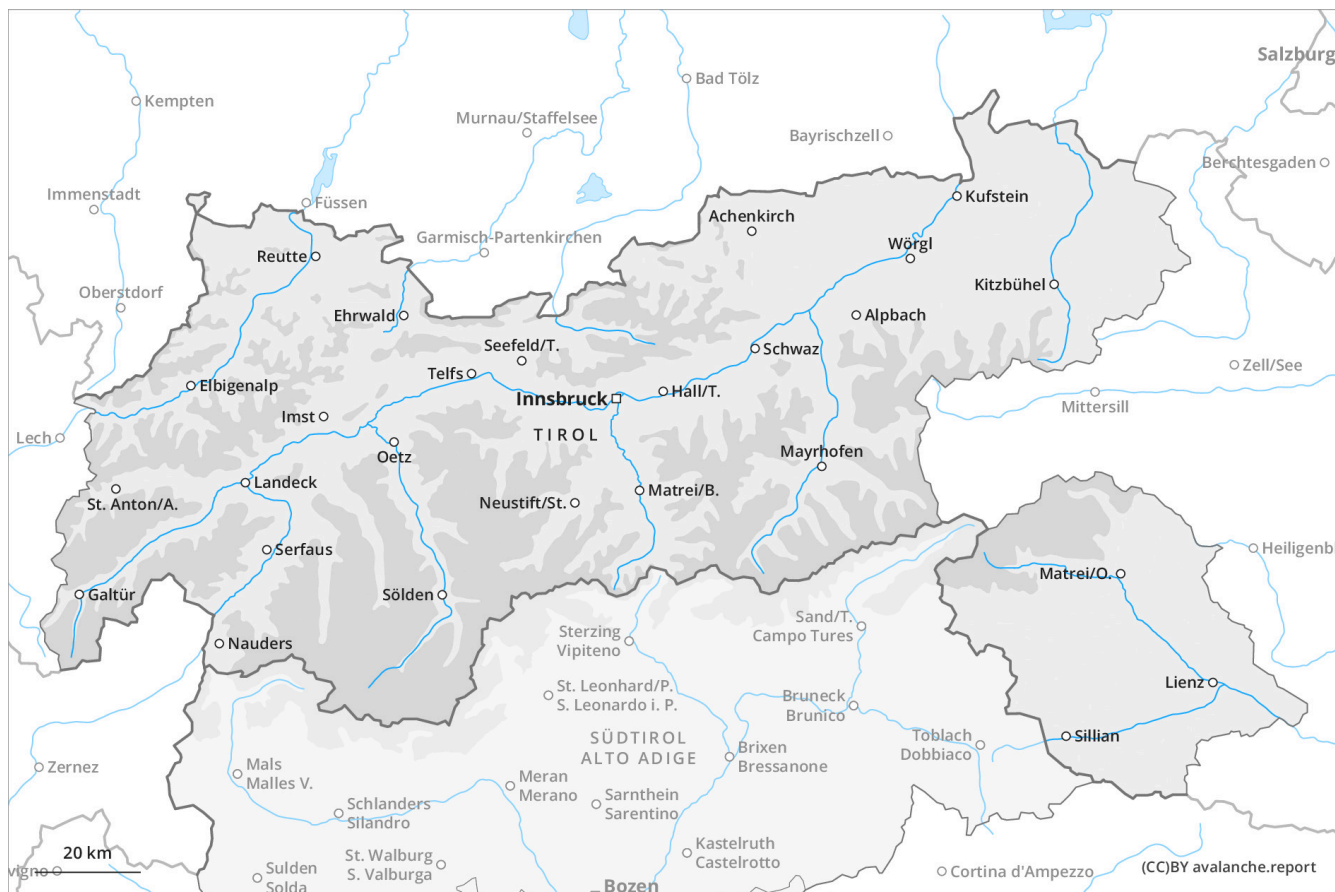 Salzburg
Kempten
Bad Tölz
Murnau/Staffelsee
Bayrischzell
Berchtesgaden
Immenstadt
Füssen
Kufstein
Achenkirch
Garmisch-Partenkirchen
Wörgl
Reutte
Kitzbühel
Oberstdorf
Ehrwald
Alpbach
Seefeld/T.
Schwaz
Telfs
Zell/See
Elbigenalp
Innsbruck
Hall/T.
Mittersill
Imst
TIROL
Lech
Oetz
Mayrhofen
Landeck
St. Anton/A.
Neustift/St.
Matrei/B.
Serfaus
Heiligenb
Matrei/O.
Galtür
Sölden
Sand/T.
Campo Tures
Sterzing
Vipiteno
Nauders
Lienz
St. Leonhard/P.
S. Leonardo i. P.
Bruneck
Brunico
Sillian
SÜDTIROL
ALTO ADIGE
Toblach
Dobbiaco
Brixen
Bressanone
Zernez
Mals
Malles V.
Meran
Merano
Sarnthein
Sarentino
Schlanders
Silandro
Kastelruth
Castelrotto
20 km
St. Walburg
S. Valburga
vigno
Sulden
Solda
Cortina d'Ampezzo
(CC)BY avalanche.report
Bozen